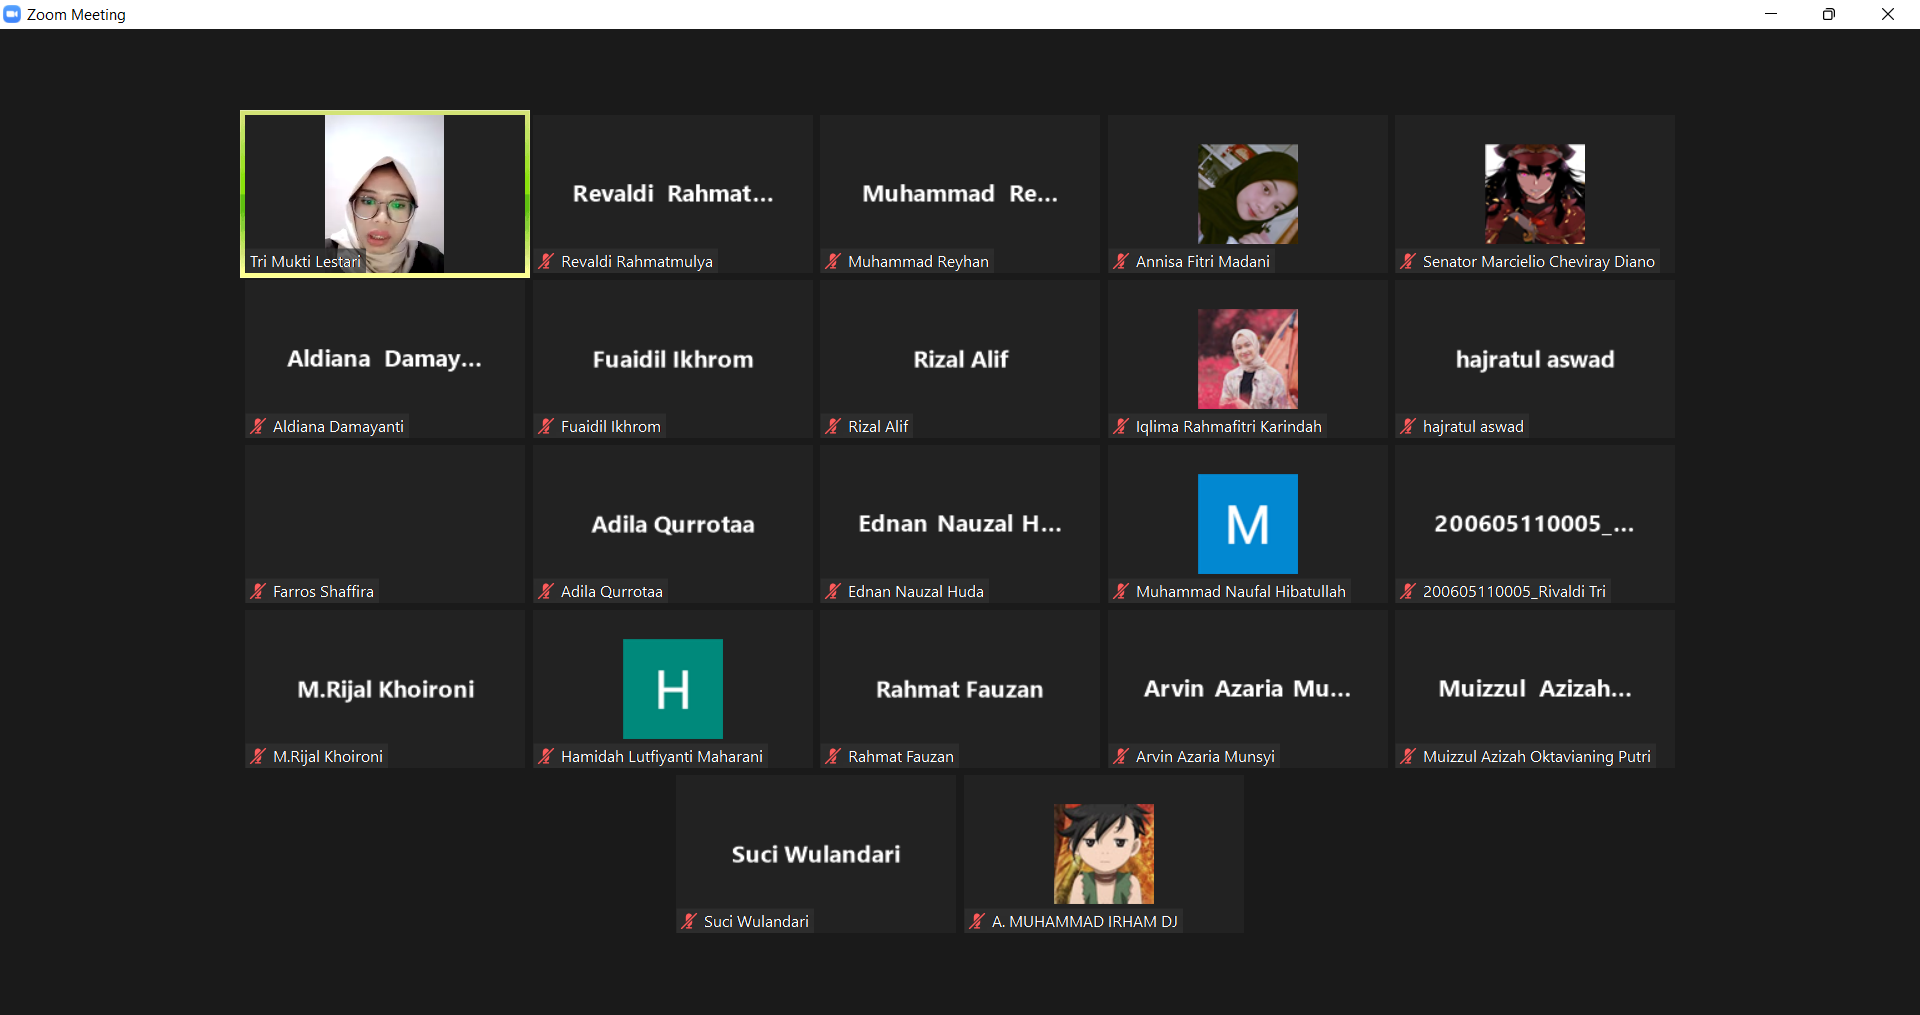 Zoom Meeting
Tri Mukti Lestari
Revaldi Rahmat...
Revaldi Rahmatmulya
Muhammad Re...
Muhammad Reyhan
Annisa Fitri Madani
Senator Marcielio Cheviray Diano
Aldiana Damay...
Aldiana Damayanti
Fuaidil Ikhrom
Fuaidil Ikhrom
Rizal Alif
Rizal Alif
Iqlima Rahmafitri Karindah
hajratul aswad
hajratul aswad
Farros Shaffira
Adila Qurrotaa
Adila Qurrotaa
Ednan Nauzal H...
Ednan Nauzal Huda
M
Muhammad Naufal Hibatullah
200605110005_...
200605110005_Rivaldi Tri
M.Rijal Khoironi
M.Rijal Khoironi
H
Hamidah Lutfiyanti Maharani
Rahmat Fauzan
Rahmat Fauzan
Arvin Azaria Mu...
Arvin Azaria Munsyi
Muizzul Azizah...
Muizzul Azizah Oktavianing Putri
Suci Wulandari
Suci Wulandari
A. MUHAMMAD IRHAM DJ